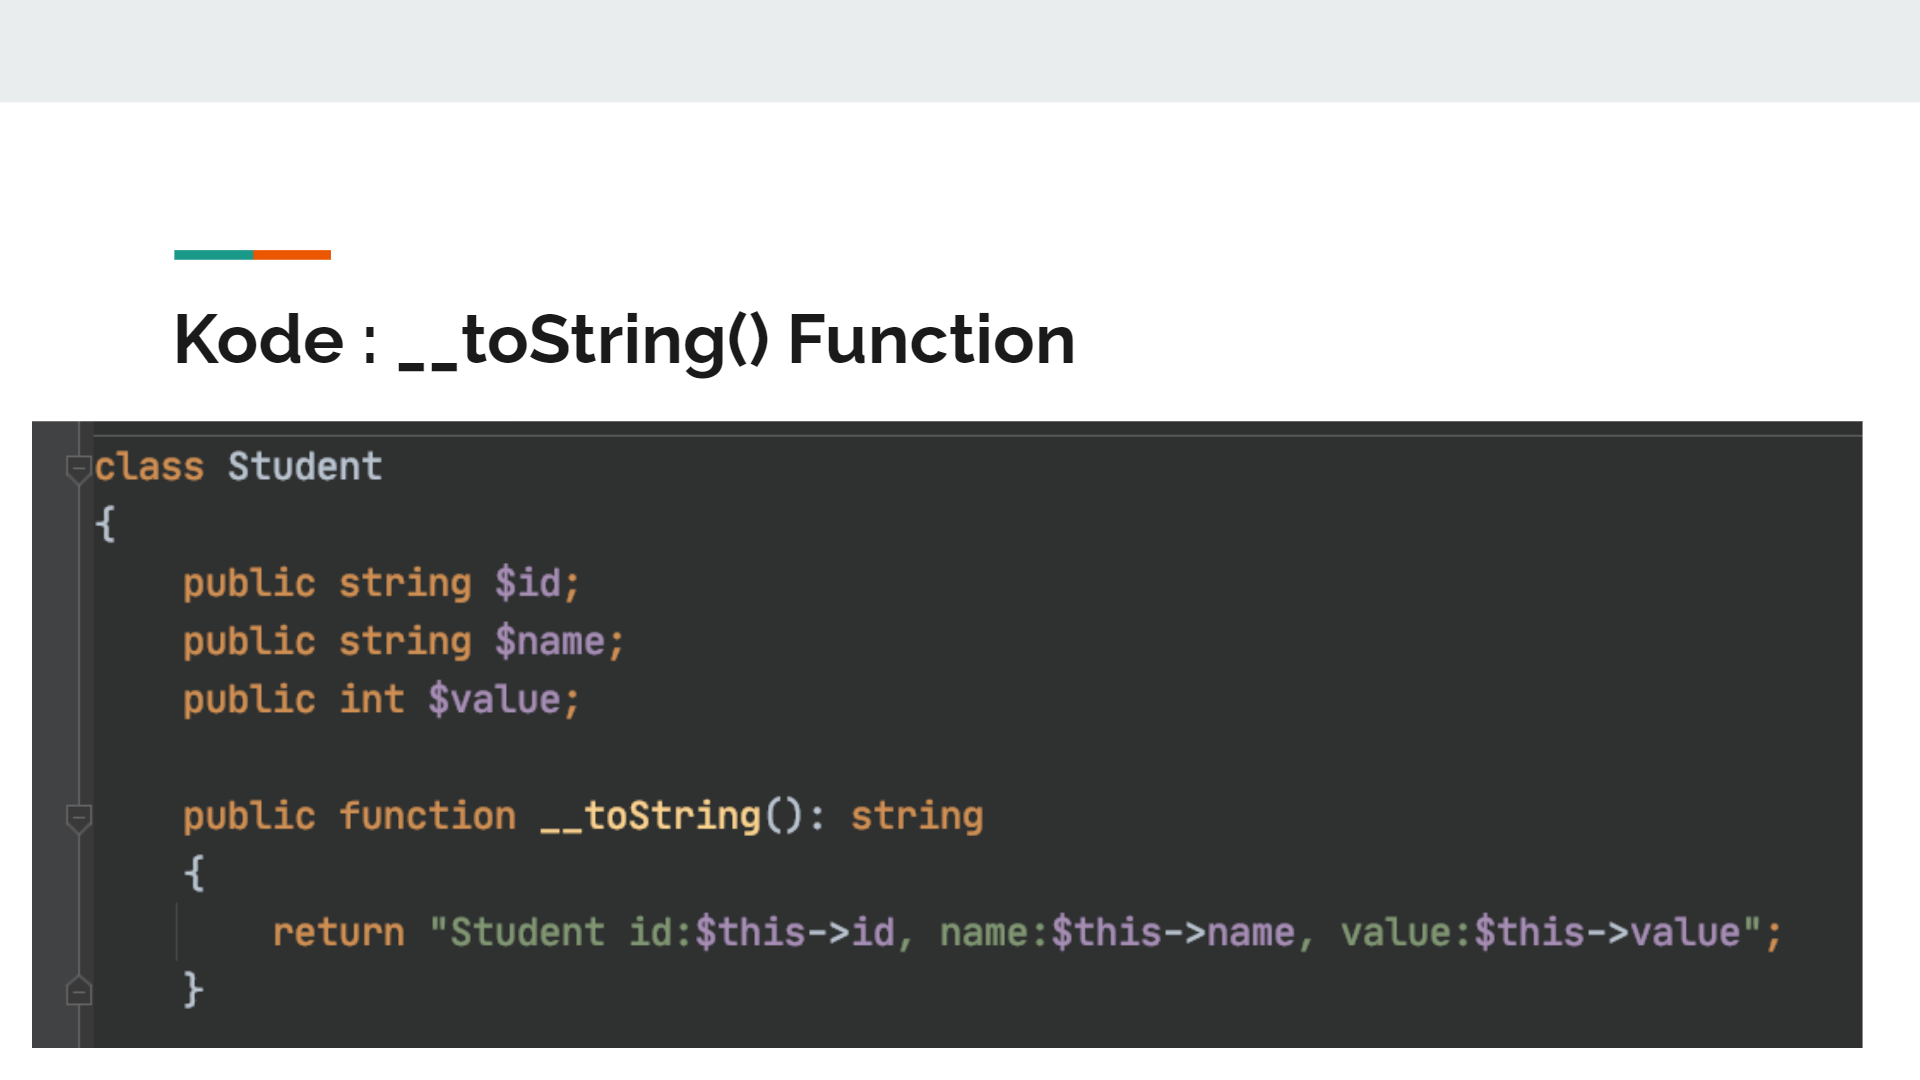 Kode : __toString() Function
class Student
{
    public string $id;
    public string $name;
    public int $value;

    public function __toString(): string
    {
        return "Student id:$this->id, name:$this->name, value:$this->value";
    }